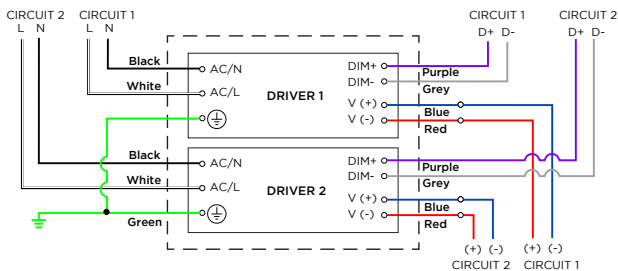 CIRCUIT 2 CIRCUIT 1
L N L N
CIRCUIT 1 CIRCUIT 2
D+ D- D+ D-
Black
AC/N
White
AC/L
DRIVER 1
DIM+
Purple
DIM-
Grey
V (+)
Blue
V (-)
Red
Black
AC/N
White
AC/L
Green
DRIVER 2
DIM+
Purple
DIM-
Grey
V (+)
Blue
V (-)
Red
(+) (-) (+) (-)
CIRCUIT 2 CIRCUIT 1